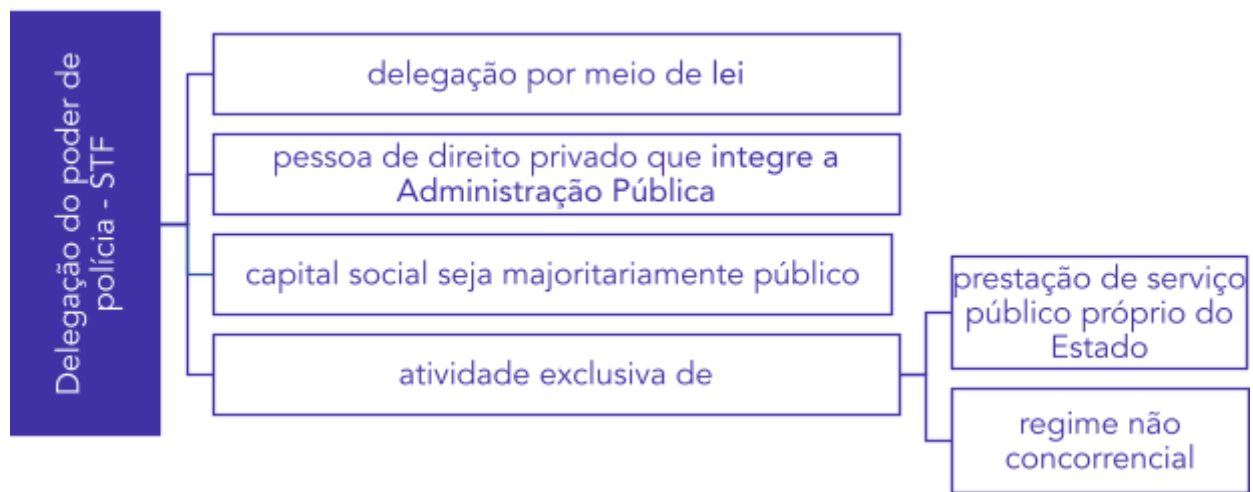 Delegação do poder de
polícia - STF
delegação por meio de lei
pessoa de direito privado que integre a
Administração Pública
capital social seja majoritariamente público
atividade exclusiva de
prestação de serviço
público próprio do
Estado
regime não
concorrencial